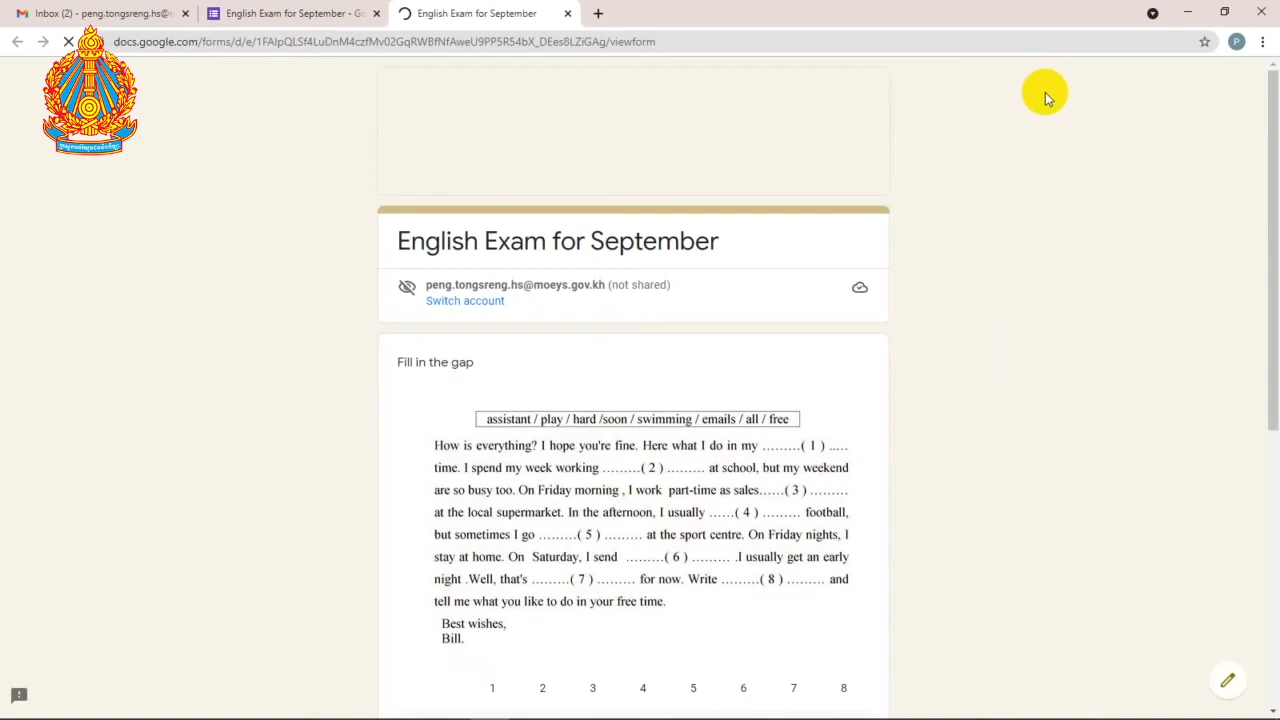 Inbox (2) - peng.tongsreng.hs@m
English Exam for September - Go
English Exam for September
docs.google.com/forms/d/e/1FAIpQLSf4LuDnM4czfMv02GqRWBfNfAweU9PP5R54bX_DEes8LZiGAg/viewform
P
English Exam for September
peng.tongsreng.hs@moeys.gov.kh (not shared)
Switch account
Fill in the gap
assistant / play / hard /soon / swimming / emails / all / free
How is everything? I hope you're fine. Here what I do in my .........( 1 ) ......
time. I spend my week working .........( 2 ) ......... at school, but my weekend
are so busy too. On Friday morning , I work part-time as sales......( 3 ) .........
at the local supermarket. In the afternoon, I usually ......( 4 ) ......... football,
but sometimes I go .........( 5 ) ......... at the sport centre. On Friday nights, I
stay at home. On Saturday, I send .........( 6 ) ......... .I usually get an early
night .Well, that's .........( 7 ) ......... for now. Write .........( 8 ) ......... and
tell me what you like to do in your free time.
Best wishes,
Bill.
1 2 3 4 5 6 7 8